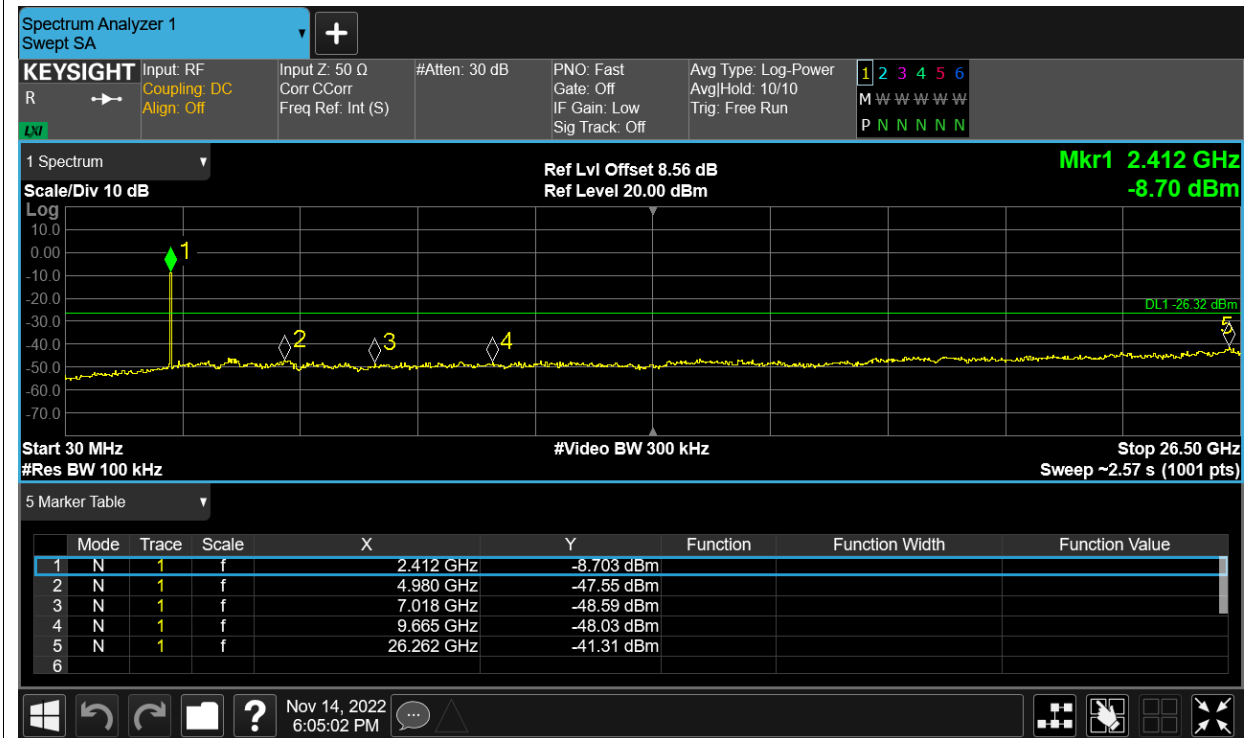 Spectrum Analyzer 1
Swept SA
KEYSIGHT
R
LXI
Input: RF
Coupling: DC
Align: Off
Input Z: 50 Ω
Corr CCorr
Freq Ref: Int (S)
#Atten: 30 dB
PNO: Fast
Gate: Off
IF Gain: Low
Sig Track: Off
Avg Type: Log-Power
Avg|Hold: 10/10
Trig: Free Run
1 2 3 4 5 6
M W W W W W
P N N N N N
1 Spectrum
Scale/Div 10 dB
Ref Lvl Offset 8.56 dB
Ref Level 20.00 dBm
Mkr1 2.412 GHz
-8.70 dBm
Log
10.0
0.00
-10.0
-20.0
-30.0
-40.0
-50.0
-60.0
-70.0
1
2
3
4
5
DL1 -26.32 dBm
Start 30 MHz
#Video BW 300 kHz
Stop 26.50 GHz
#Res BW 100 kHz
Sweep ~2.57 s (1001 pts)
5 Marker Table
Mode Trace Scale X Y Function Function Width Function Value
1 N 1 f 2.412 GHz -8.703 dBm
2 N 1 f 4.980 GHz -47.55 dBm
3 N 1 f 7.018 GHz -48.59 dBm
4 N 1 f 9.665 GHz -48.03 dBm
5 N 1 f 26.262 GHz -41.31 dBm
6
?
Nov 14, 2022
6:05:02 PM